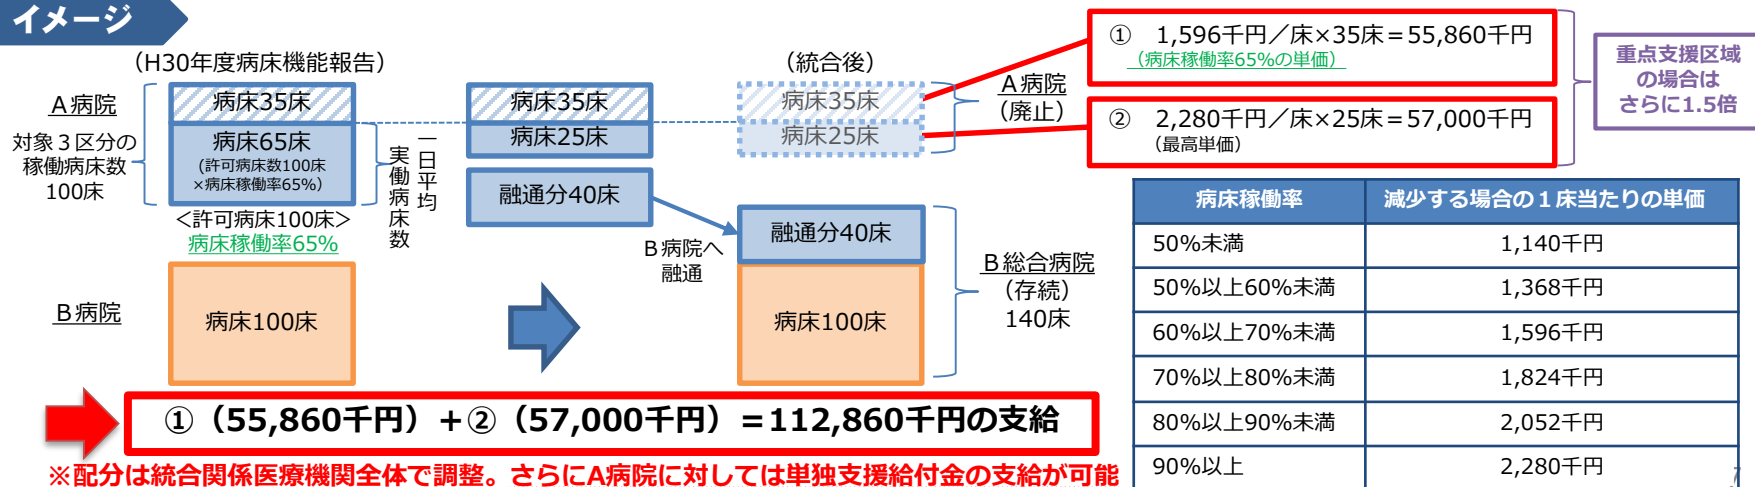 イメージ
（H30年度病床機能報告）
A病院
対象３区分の
稼働病床数
100床
病床35床
病床65床
(許可病床数100床
×病床稼働率65%）
＜許可病床100床＞
病床稼働率65%
一日平均
実働病床数
B病院
病床100床
病床35床
病床25床
融通分40床
B病院へ
融通
（統合後）
病床35床
病床25床
A病院
（廃止）
融通分40床
病床100床
B総合病院
（存続）
140床
①　1,596千円／床×35床＝55,860千円
（病床稼働率65%の単価）
②　2,280千円／床×25床＝57,000千円
（最高単価）
重点支援区域
の場合は
さらに1.5倍
病床稼働率　減少する場合の１床当たりの単価
50%未満　1,140千円
50%以上60%未満　1,368千円
60%以上70%未満　1,596千円
70%以上80%未満　1,824千円
80%以上90%未満　2,052千円
90%以上　2,280千円
①（55,860千円）＋②（57,000千円）＝112,860千円の支給
※配分は統合関係医療機関全体で調整。さらにA病院に対しては単独支援給付金の支給が可能